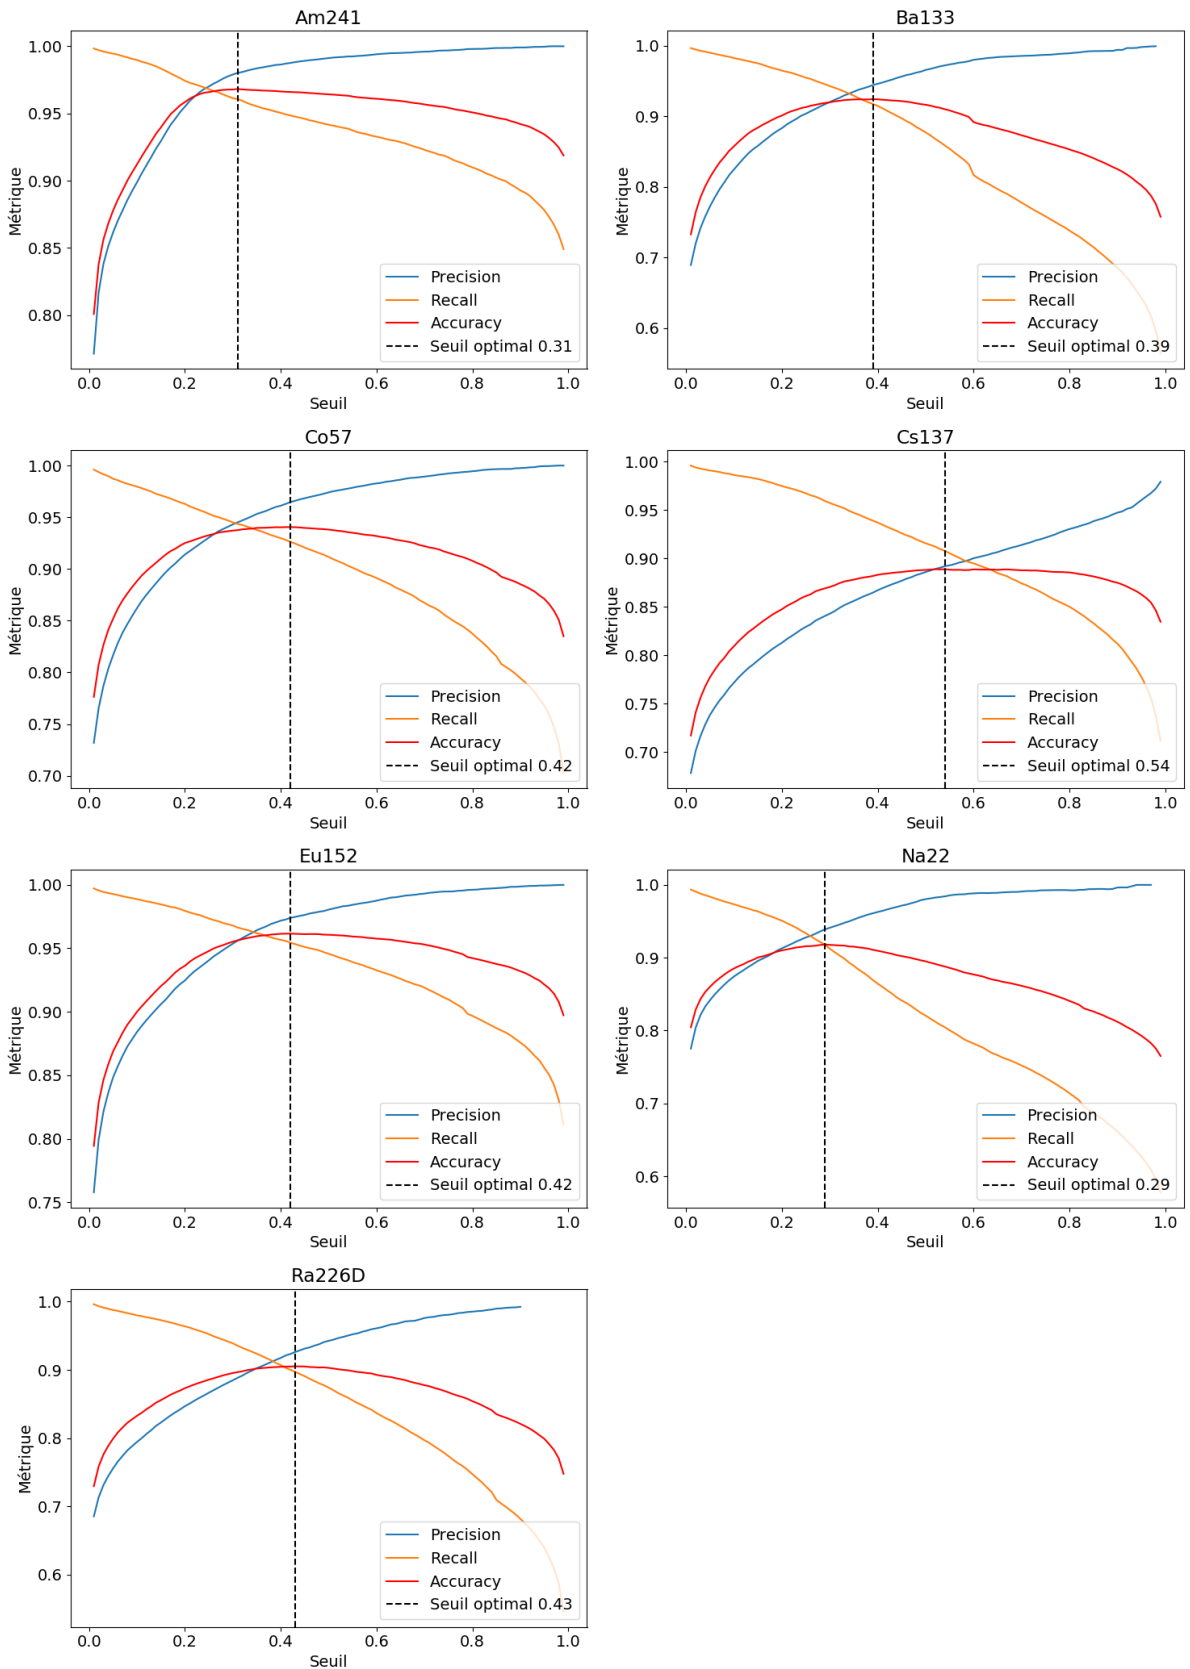 Am241
Métrique
1.00
0.95
0.90
0.85
0.80
Precision
Recall
Accuracy
Seuil optimal 0.31
0.0 0.2 0.4 0.6 0.8 1.0
Seuil
Ba133
Métrique
1.0
0.9
0.8
0.7
0.6
Precision
Recall
Accuracy
Seuil optimal 0.39
0.0 0.2 0.4 0.6 0.8 1.0
Seuil
Co57
Métrique
1.00
0.95
0.90
0.85
0.80
0.75
0.70
Precision
Recall
Accuracy
Seuil optimal 0.42
0.0 0.2 0.4 0.6 0.8 1.0
Seuil
Cs137
Métrique
1.00
0.95
0.90
0.85
0.80
0.75
0.70
Precision
Recall
Accuracy
Seuil optimal 0.54
0.0 0.2 0.4 0.6 0.8 1.0
Seuil
Eu152
Métrique
1.00
0.95
0.90
0.85
0.80
0.75
Precision
Recall
Accuracy
Seuil optimal 0.42
0.0 0.2 0.4 0.6 0.8 1.0
Seuil
Na22
Métrique
1.0
0.9
0.8
0.7
0.6
Precision
Recall
Accuracy
Seuil optimal 0.29
0.0 0.2 0.4 0.6 0.8 1.0
Seuil
Ra226D
Métrique
1.0
0.9
0.8
0.7
0.6
Precision
Recall
Accuracy
Seuil optimal 0.43
0.0 0.2 0.4 0.6 0.8 1.0
Seuil